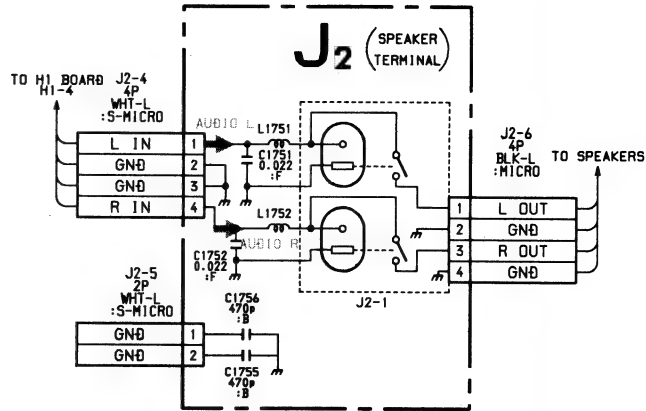 J2 (SPEAKER TERMINAL)
TO H1 BOARD
H1-4
J2-4
4P
WHT-L
:S-MICRO
AUDIO L
L1751
C1751
0.022
:F
L IN 1
GND 2
GND 3
R IN 4
L1752
AUDIO R
C1752
0.022
:F
J2-6
4P
BLK-L
:MICRO
TO SPEAKERS
1 L OUT
2 GND
3 R OUT
4 GND
J2-1
J2-5
2P
WHT-L
:S-MICRO
GND 1
GND 2
C1756
470p
:B
C1755
470p
:B